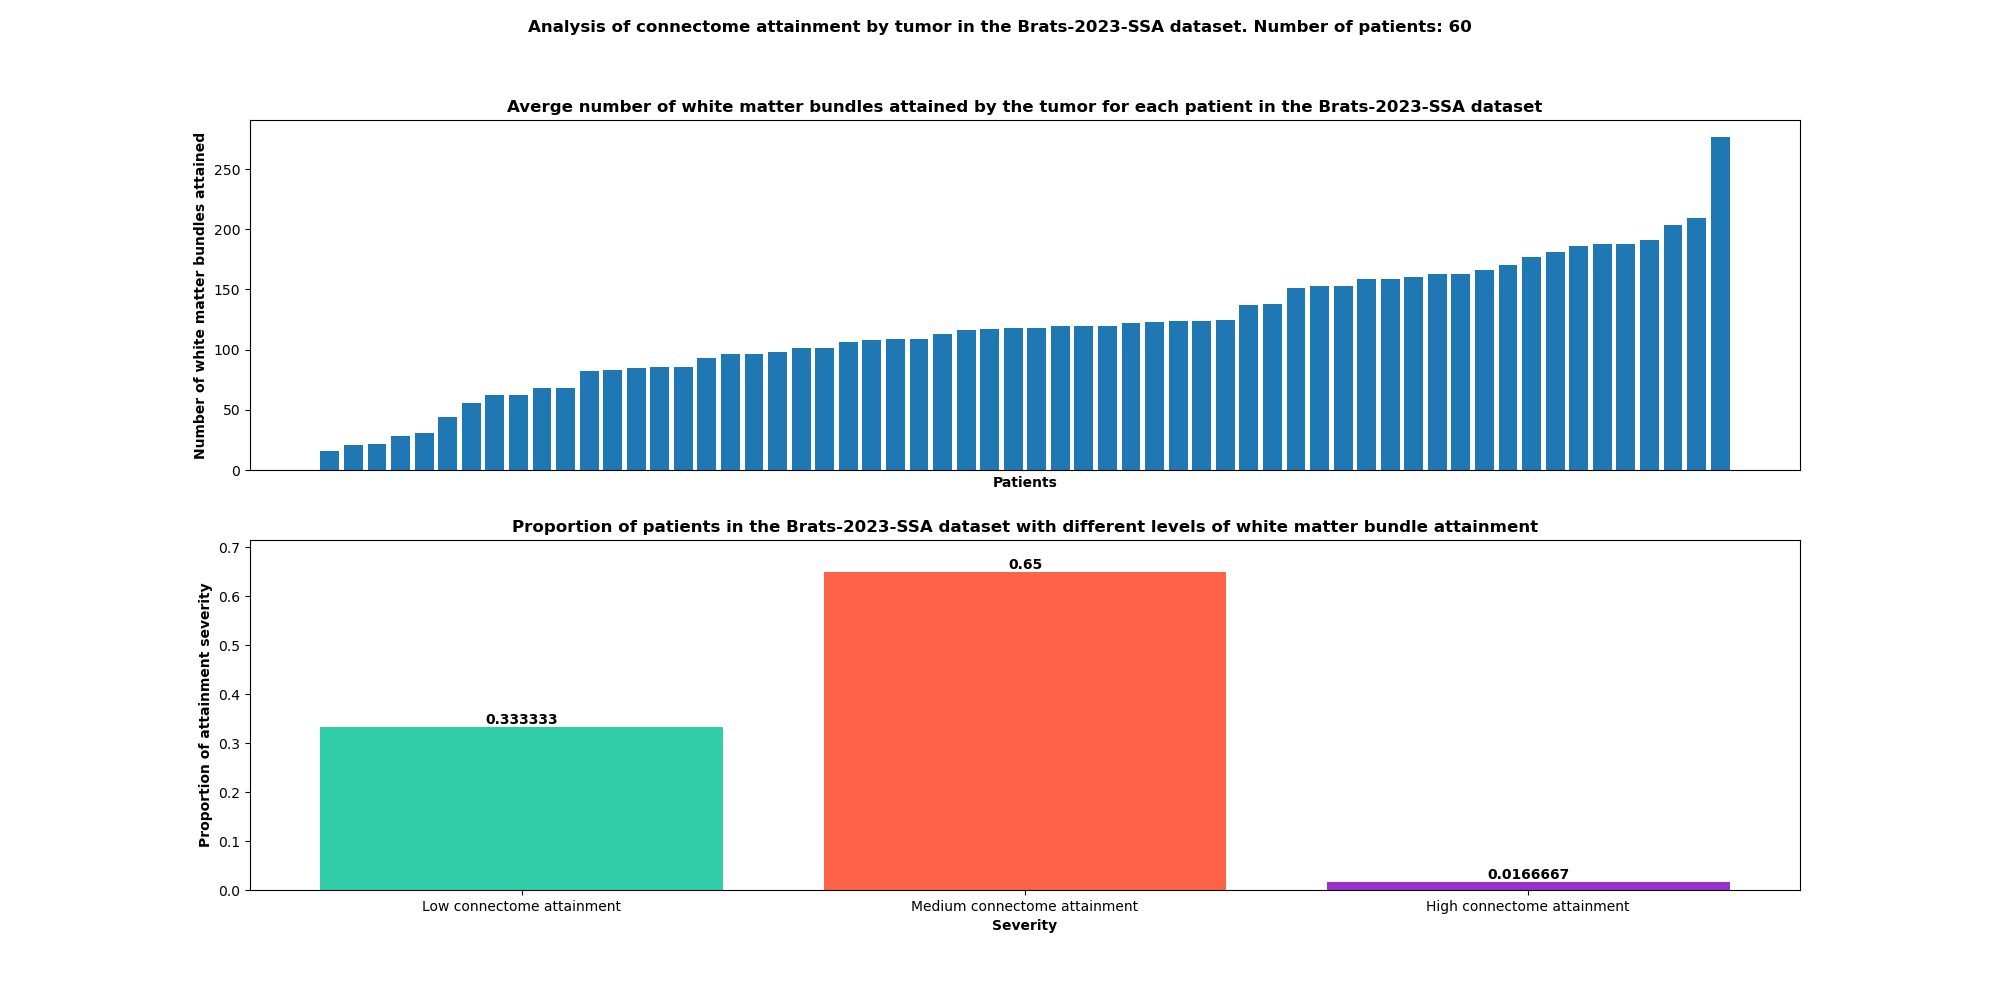 Analysis of connectome attainment by tumor in the Brats-2023-SSA dataset. Number of patients: 60
Averge number of white matter bundles attained by the tumor for each patient in the Brats-2023-SSA dataset
Number of white matter bundles attained
250
200
150
100
50
0
Patients
Proportion of patients in the Brats-2023-SSA dataset with different levels of white matter bundle attainment
Proportion of attainment severity
0.7
0.6
0.5
0.4
0.3
0.2
0.1
0.0
0.333333
0.65
0.0166667
Low connectome attainment
Medium connectome attainment
High connectome attainment
Severity